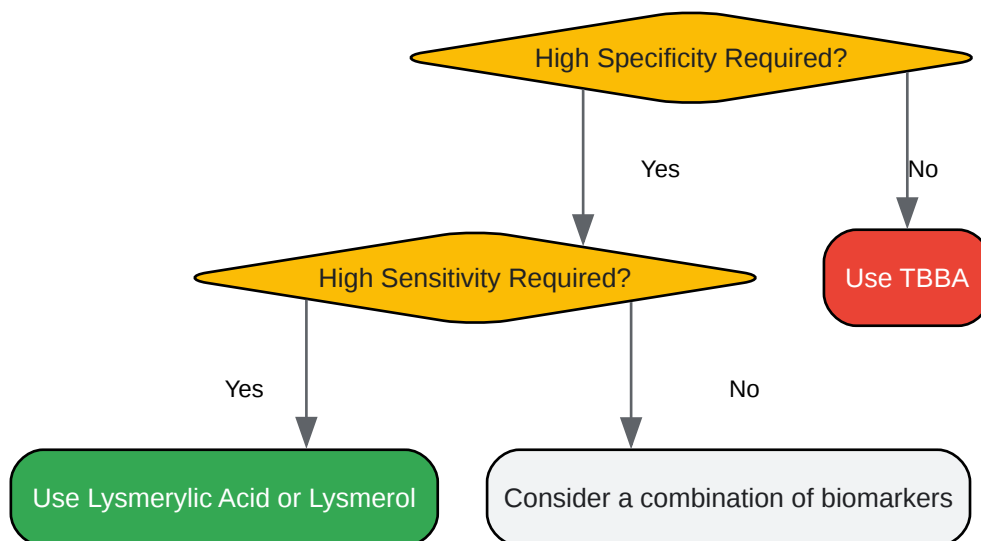 High Specificity Required?
Yes
No
High Sensitivity Required?
Use TBBA
Yes
No
Use Lysmerylic Acid or Lysmerol
Consider a combination of biomarkers